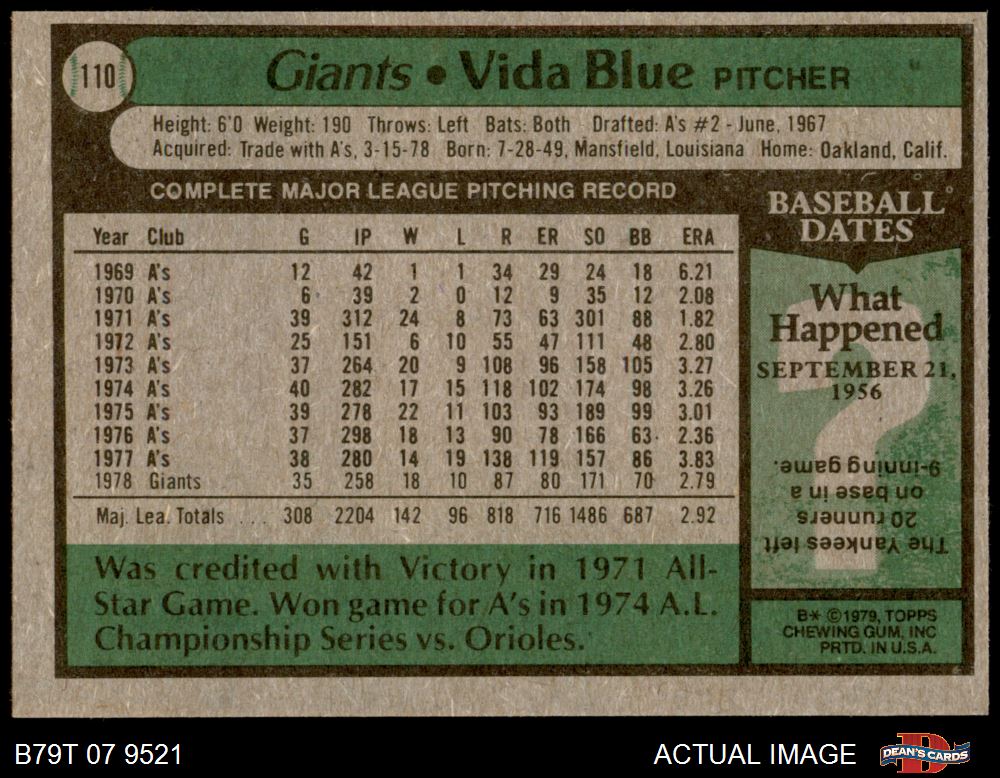 110
Giants • Vida Blue PITCHER
Height: 6'0 Weight: 190 Throws: Left Bats: Both Drafted: A's #2 - June, 1967
Acquired: Trade with A's, 3-15-78 Born: 7-28-49, Mansfield, Louisiana Home: Oakland, Calif.
COMPLETE MAJOR LEAGUE PITCHING RECORD
Year Club G IP W L R ER SO BB ERA
1969 A's 12 42 1 1 34 29 24 18 6.21
1970 A's 6 39 2 0 12 9 35 12 2.08
1971 A's 39 312 24 8 73 63 301 88 1.82
1972 A's 25 151 6 10 55 47 111 48 2.80
1973 A's 37 264 20 9 108 96 158 105 3.27
1974 A's 40 282 17 15 118 102 174 98 3.26
1975 A's 39 278 22 11 103 93 189 99 3.01
1976 A's 37 298 18 13 90 78 166 63 2.36
1977 A's 38 280 14 19 138 119 157 86 3.83
1978 Giants 35 258 18 10 87 80 171 70 2.79
Maj. Lea. Totals ... 308 2204 142 96 818 716 1486 687 2.92
Was credited with Victory in 1971 All-
Star Game. Won game for A's in 1974 A.L.
Championship Series vs. Orioles.
BASEBALL
DATES
What
Happened
SEPTEMBER 21,
1956
The Yankees left
20 runners
on base in a
9-inning game.
B* ©1979, TOPPS
CHEWING GUM, INC
PRTD. IN U.S.A.
B79T 07 9521
ACTUAL IMAGE
DEAN'S CARDS